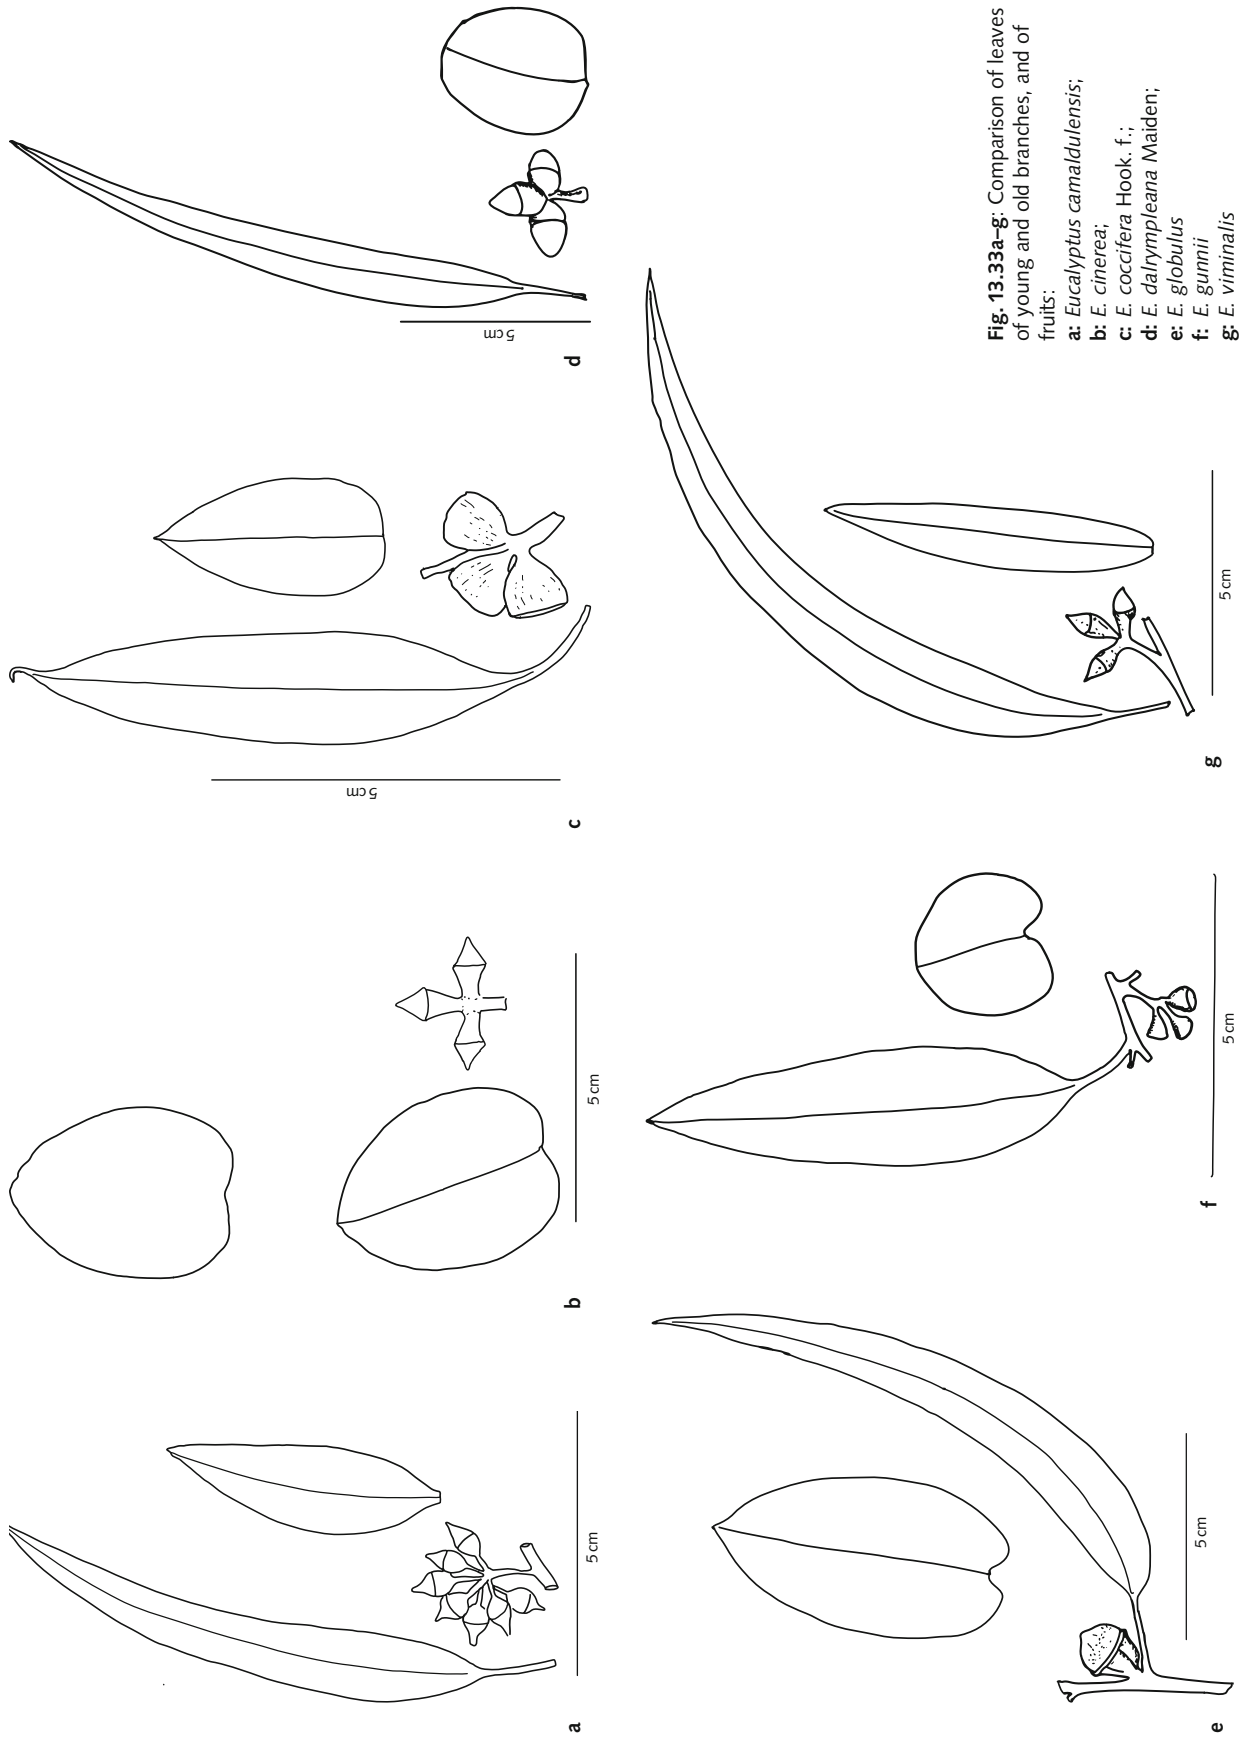 5 cm
a
5 cm
b
5 cm
c
5 cm
d
5 cm
e
5 cm
f
5 cm
g
Fig. 13.33a–g: Comparison of leaves
of young and old branches, and of
fruits:
a: Eucalyptus camaldulensis;
b: E. cinerea;
c: E. coccifera Hook. f.;
d: E. dalrympleana Maiden;
e: E. globulus
f: E. gunnii
g: E. viminalis